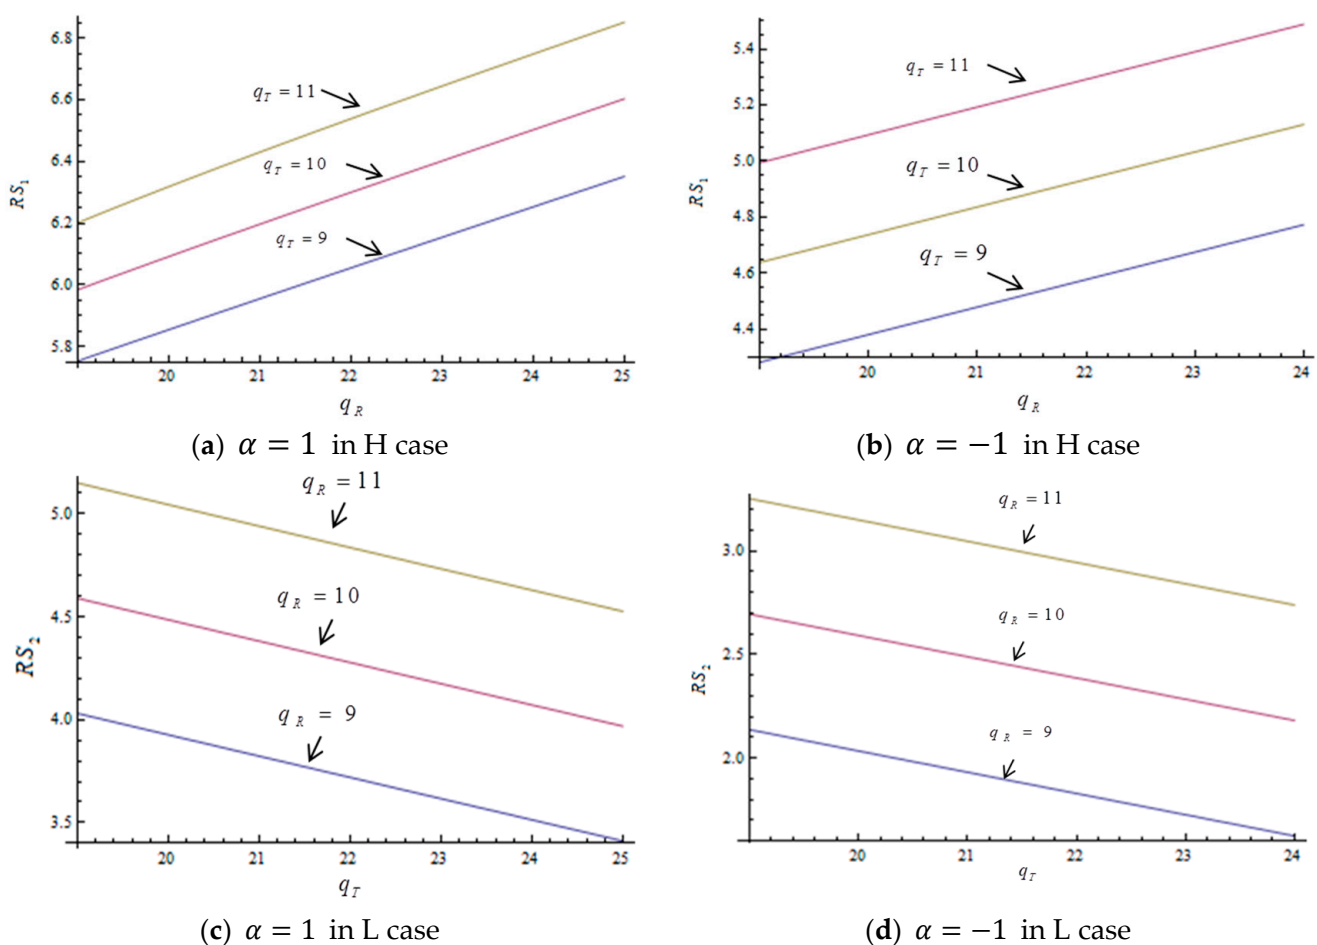 6.8
6.6
6.4
6.2
6.0
5.8
RS₁
q_T = 11
q_T = 10
q_T = 9
20 21 22 23 24 25
q_R
(a) α = 1 in H case
5.4
5.2
5.0
4.8
4.6
4.4
RS₁
q_T = 11
q_T = 10
q_T = 9
20 21 22 23 24
q_R
(b) α = −1 in H case
5.0
4.5
4.0
3.5
RS₂
q_R = 11
q_R = 10
q_R = 9
20 21 22 23 24 25
q_T
(c) α = 1 in L case
3.0
2.5
2.0
RS₂
q_R = 11
q_R = 10
q_R = 9
20 21 22 23 24
q_T
(d) α = −1 in L case